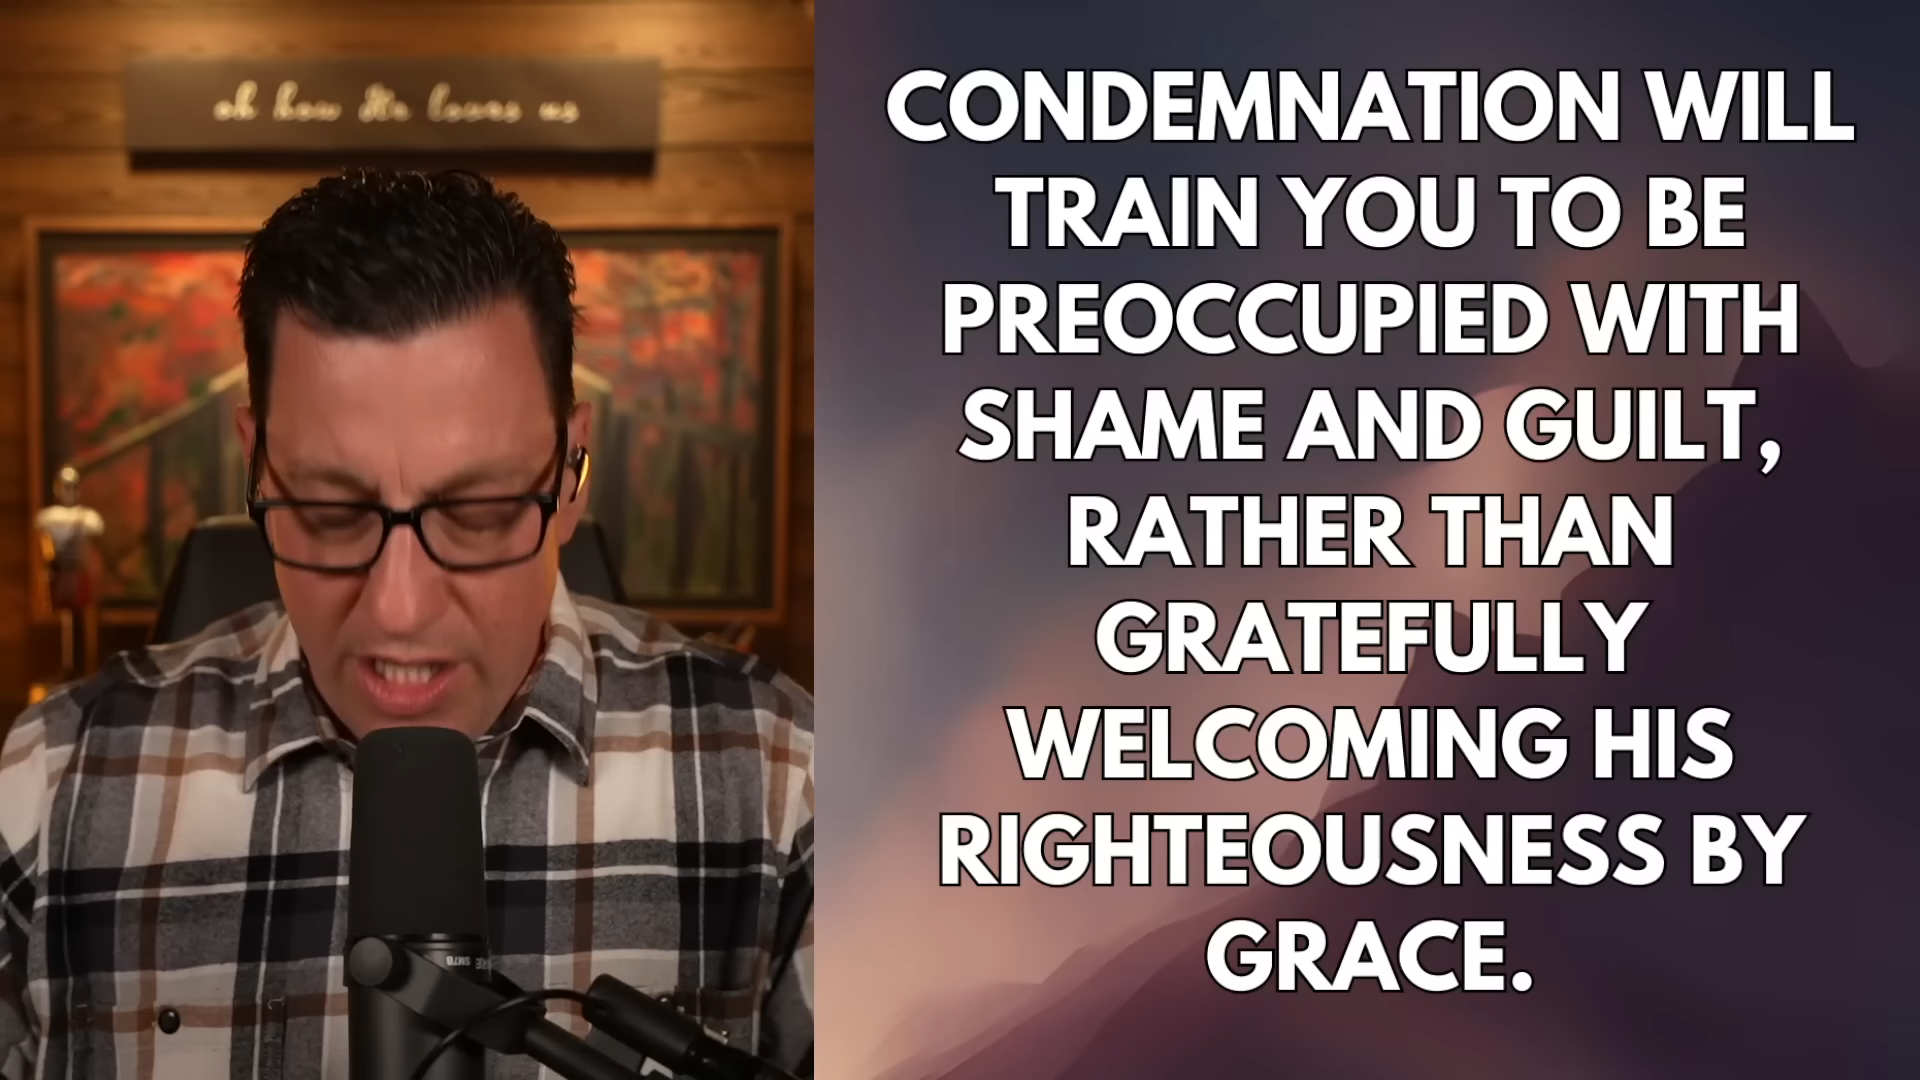 oh how He loves us
CONDEMNATION WILL
TRAIN YOU TO BE
PREOCCUPIED WITH
SHAME AND GUILT,
RATHER THAN
GRATEFULLY
WELCOMING HIS
RIGHTEOUSNESS BY
GRACE.
SM7B